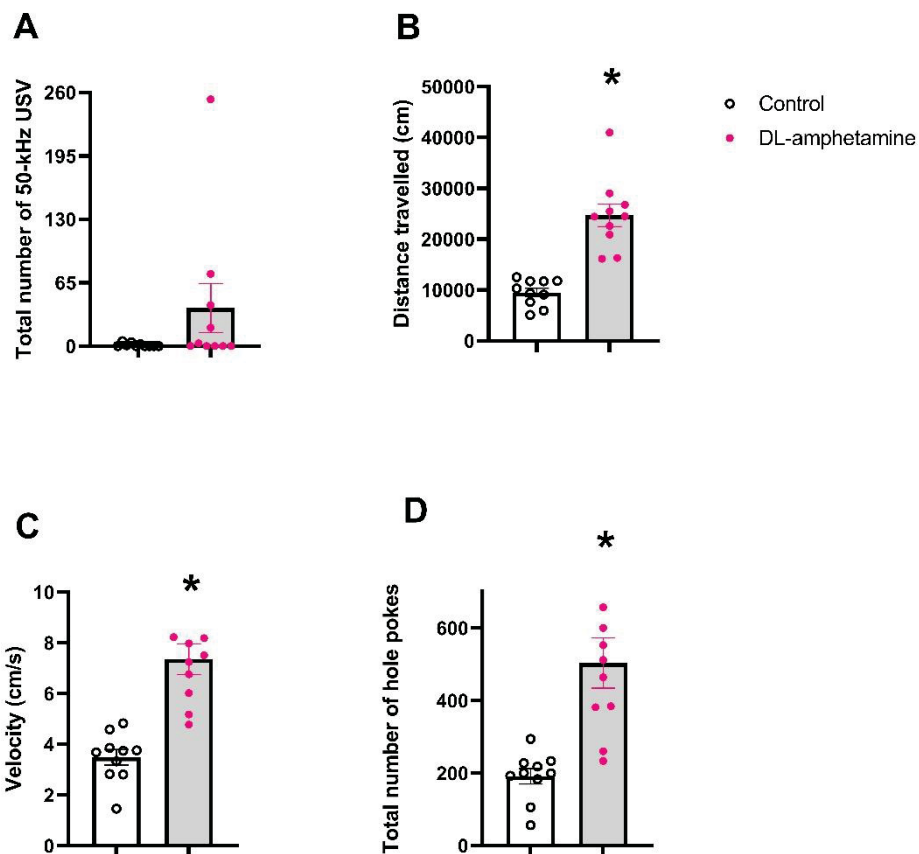 A
Total number of 50-kHz USV
260
195
130
65
0
B
Distance travelled (cm)
50000
40000
30000
20000
10000
0
*
Control
DL-amphetamine
C
Velocity (cm/s)
10
8
6
4
2
0
*
D
Total number of hole pokes
600
400
200
0
*